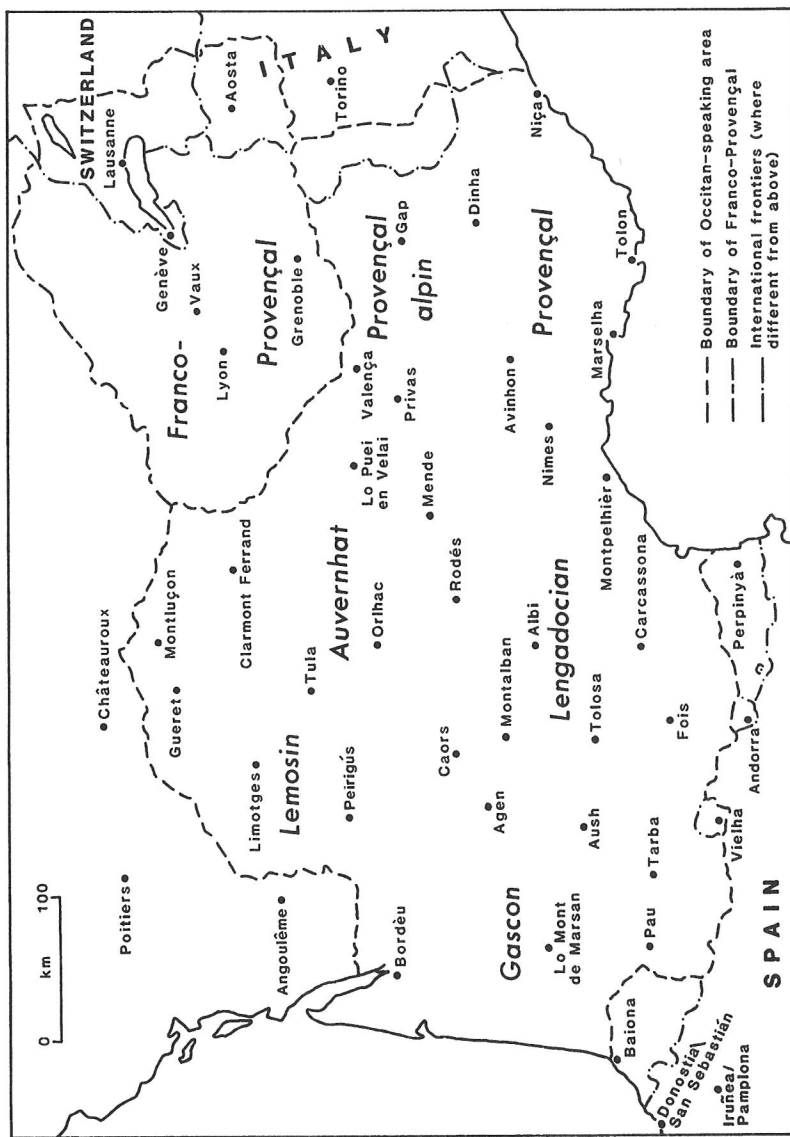 0 km 100
Poitiers
Châteauroux
SWITZERLAND
Lausanne
Angoulême
Gueret
Montluçon
Genève
Vaux
Aosta
ITALY
Limotges
Clarmont Ferrand
Franco-
Lyon
Provençal
Grenoble
Torino
Lemosin
Tula
Bordèu
Peirigús
Auvernhat
Orlhac
Lo Puei
en Velai
Valença
Privas
Provençal
alpin
Gap
Caors
Rodés
Mende
Dinha
Agen
Montalban
Avinhon
Niça
Gascon
Lo Mont
de Marsan
Albi
Lengadocian
Nimes
Provençal
Aush
Tolosa
Montpelhièr
Marselha
Tolon
Baiona
Pau
Tarba
Fois
Carcassona
Donostia/
San Sebastián
Iruñea/
Pamplona
Vielha
Andorra
Perpinyà
SPAIN
Boundary of Occitan-speaking area
Boundary of Franco-Provençal
International frontiers (where
different from above)